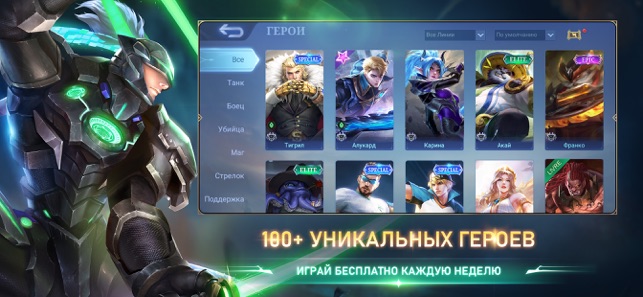 ГЕРОИ
Все Линии
По умолчанию
Все
Танк
Боец
Убийца
Маг
Стрелок
Поддержка
SPECIAL
ELITE
EPIC
Тигрил
Алукард
Карина
Акай
Франко
ELITE
SPECIAL
SPECIAL
100+ УНИКАЛЬНЫХ ГЕРОЕВ
ИГРАЙ БЕСПЛАТНО КАЖДУЮ НЕДЕЛЮ